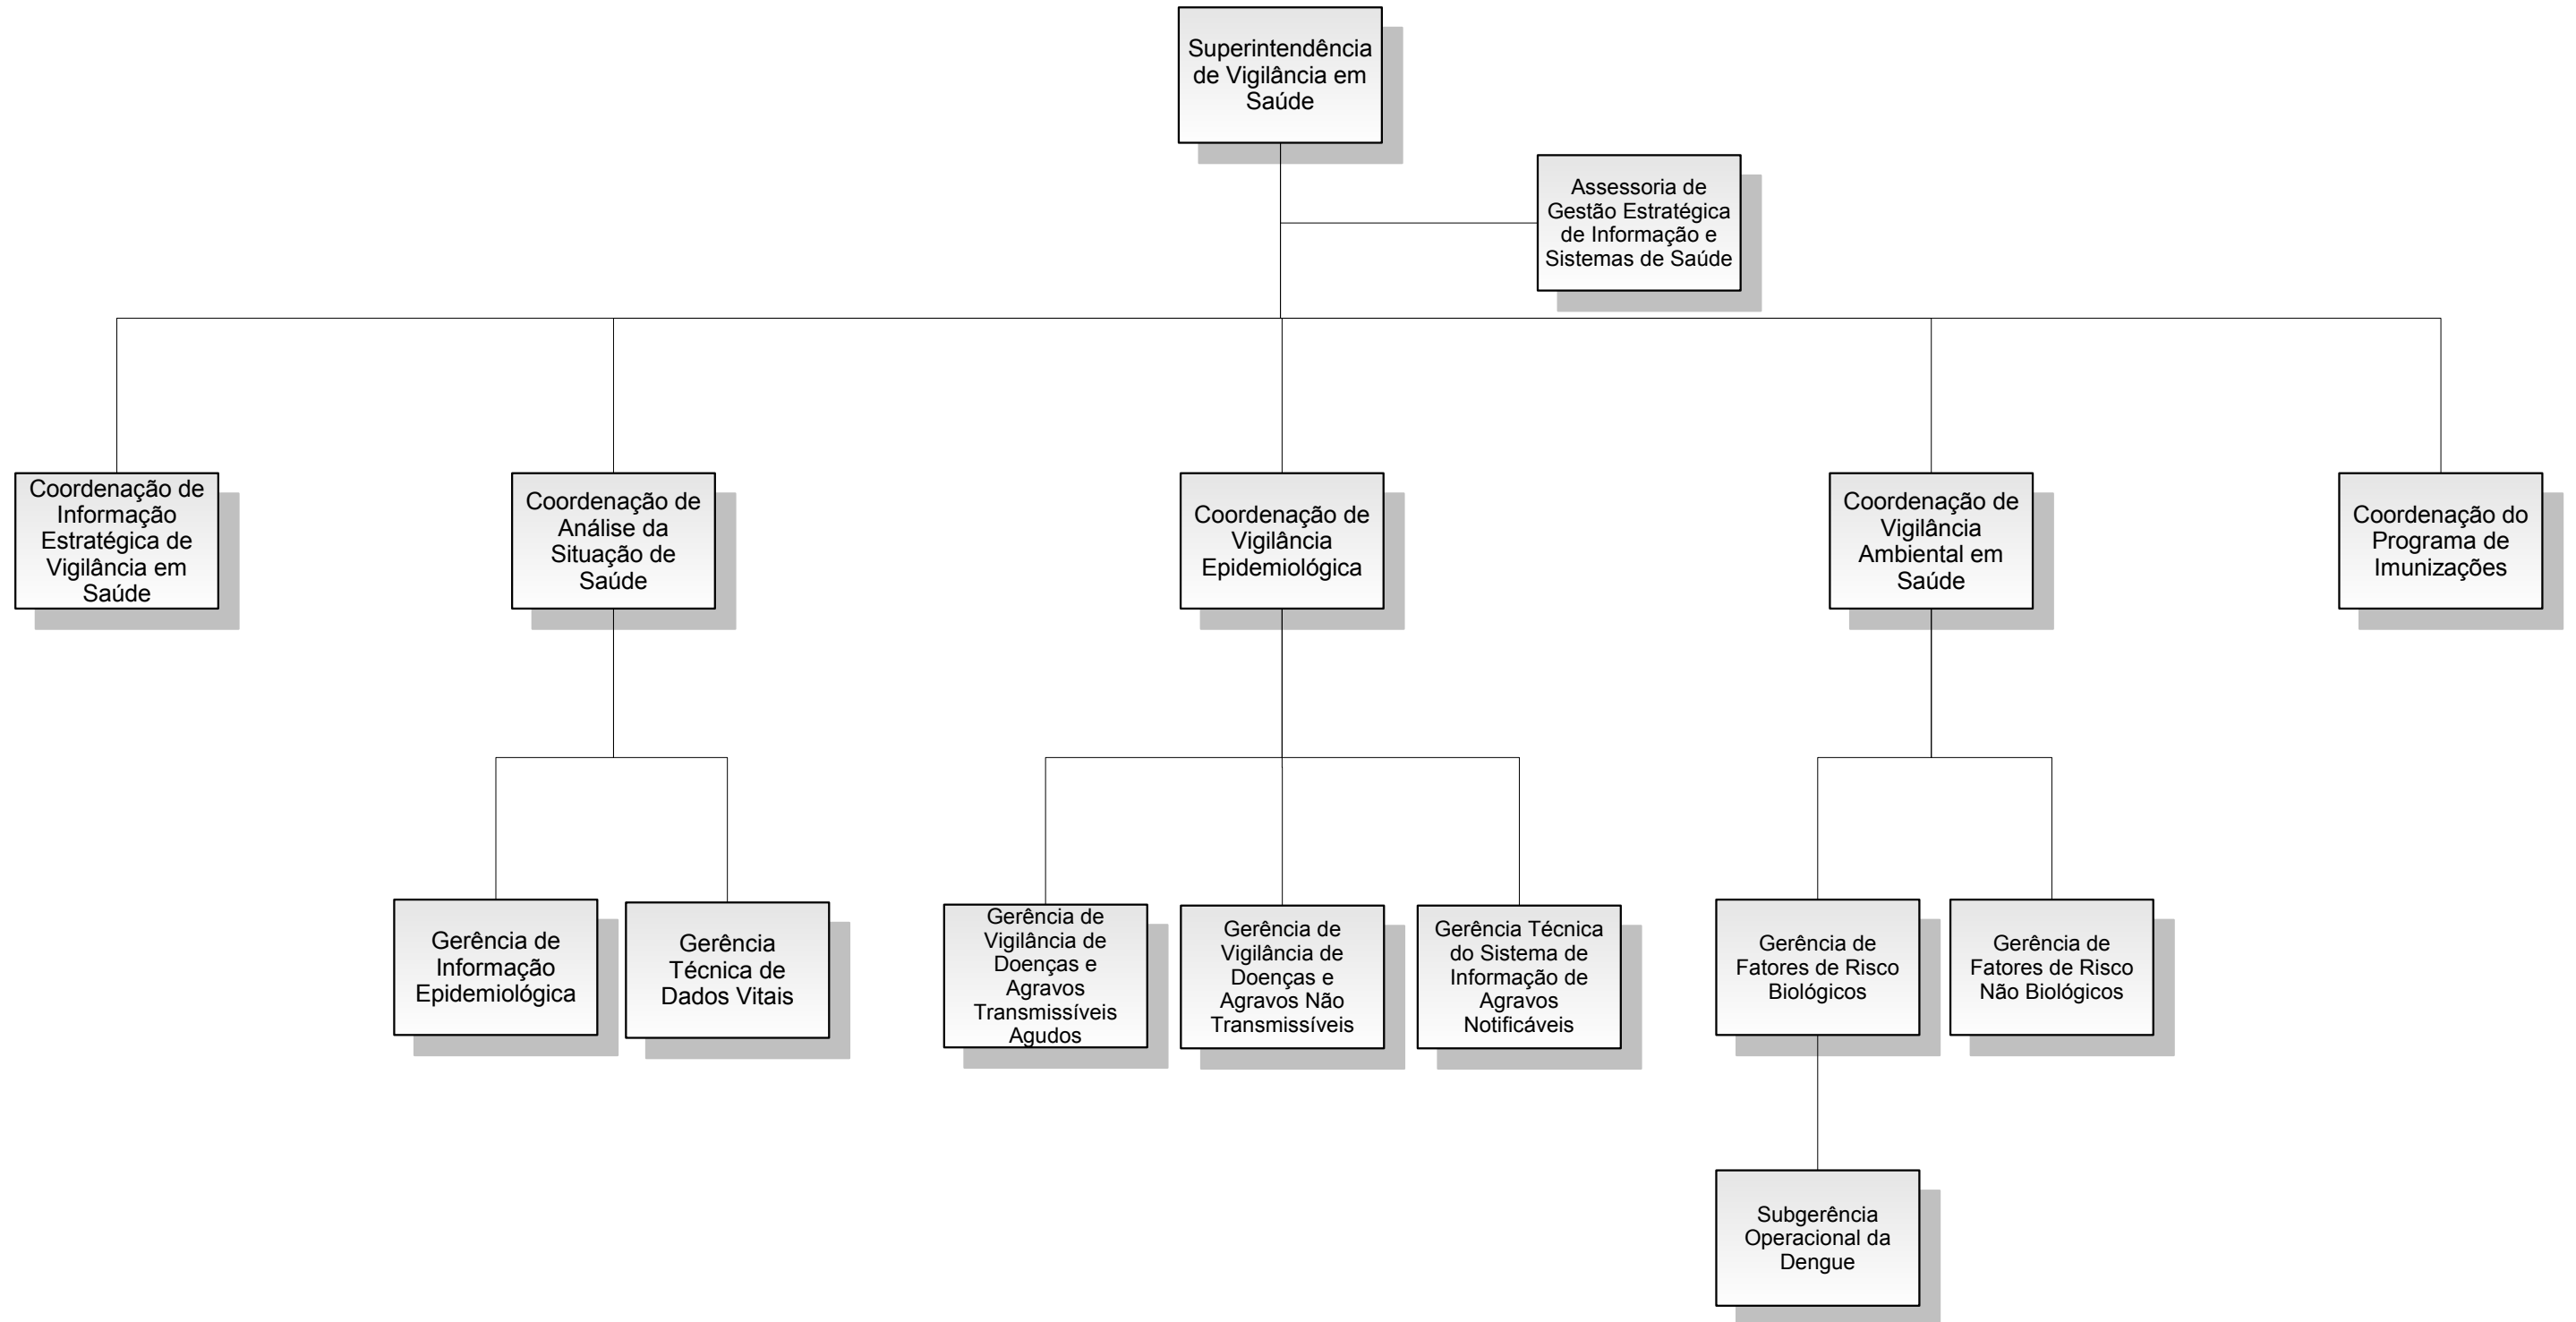 Superintendência
de Vigilância em
Saúde
Assessoria de
Gestão Estratégica
de Informação e
Sistemas de Saúde
Coordenação de
Informação
Estratégica de
Vigilância em
Saúde
Coordenação de
Análise da
Situação de
Saúde
Coordenação de
Vigilância
Epidemiológica
Coordenação de
Vigilância
Ambiental em
Saúde
Coordenação do
Programa de
Imunizações
Gerência de
Informação
Epidemiológica
Gerência
Técnica de
Dados Vitais
Gerência de
Vigilância de
Doenças e
Agravos
Transmissíveis
Agudos
Gerência de
Vigilância de
Doenças e
Agravos Não
Transmissíveis
Gerência Técnica
do Sistema de
Informação de
Agravos
Notificáveis
Gerência de
Fatores de Risco
Biológicos
Gerência de
Fatores de Risco
Não Biológicos
Subgerência
Operacional da
Dengue